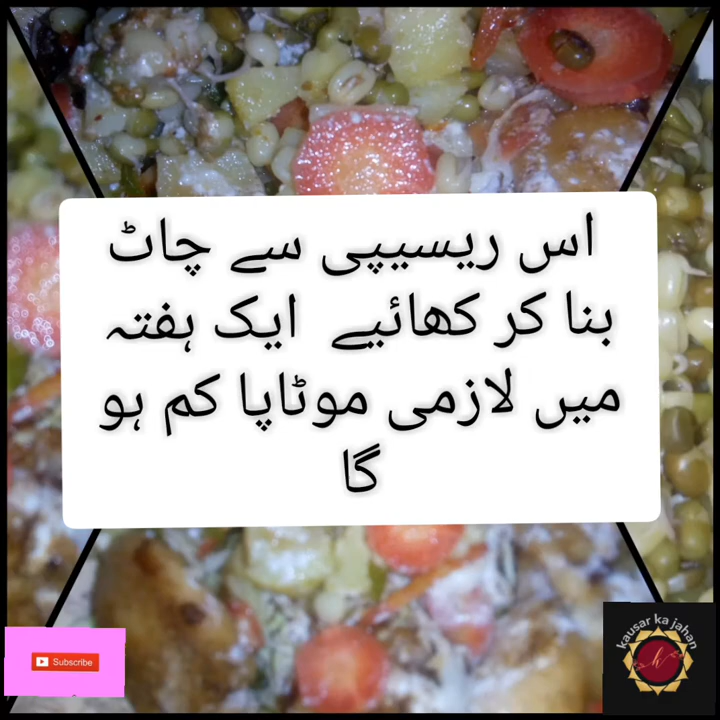 اس ریسیپی سے چاٹ
بنا کر کھائیے ایک ہفتہ
میں لازمی موٹاپا کم ہو
گا
Subscribe
kausar ka jahan